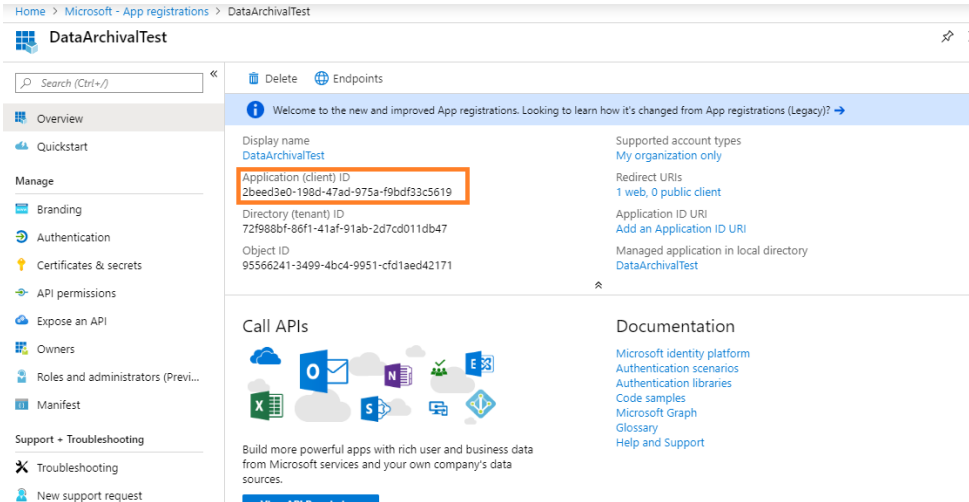 Home > Microsoft - App registrations > DataArchivalTest
DataArchivalTest
Search (Ctrl+/)
«
Overview
Quickstart
Manage
Branding
Authentication
Certificates & secrets
API permissions
Expose an API
Owners
Roles and administrators (Previ...
Manifest
Support + Troubleshooting
Troubleshooting
New support request
Delete
Endpoints
Welcome to the new and improved App registrations. Looking to learn how it's changed from App registrations (Legacy)? →
Display name
DataArchivalTest
Application (client) ID
2beed3e0-198d-47ad-975a-f9bdf33c5619
Directory (tenant) ID
72f988bf-86f1-41af-91ab-2d7cd011db47
Object ID
95566241-3499-4bc4-9951-cfd1aed42171
Supported account types
My organization only
Redirect URIs
1 web, 0 public client
Application ID URI
Add an Application ID URI
Managed application in local directory
DataArchivalTest
Call APIs
Build more powerful apps with rich user and business data
from Microsoft services and your own company's data
sources.
Documentation
Microsoft identity platform
Authentication scenarios
Authentication libraries
Code samples
Microsoft Graph
Glossary
Help and Support